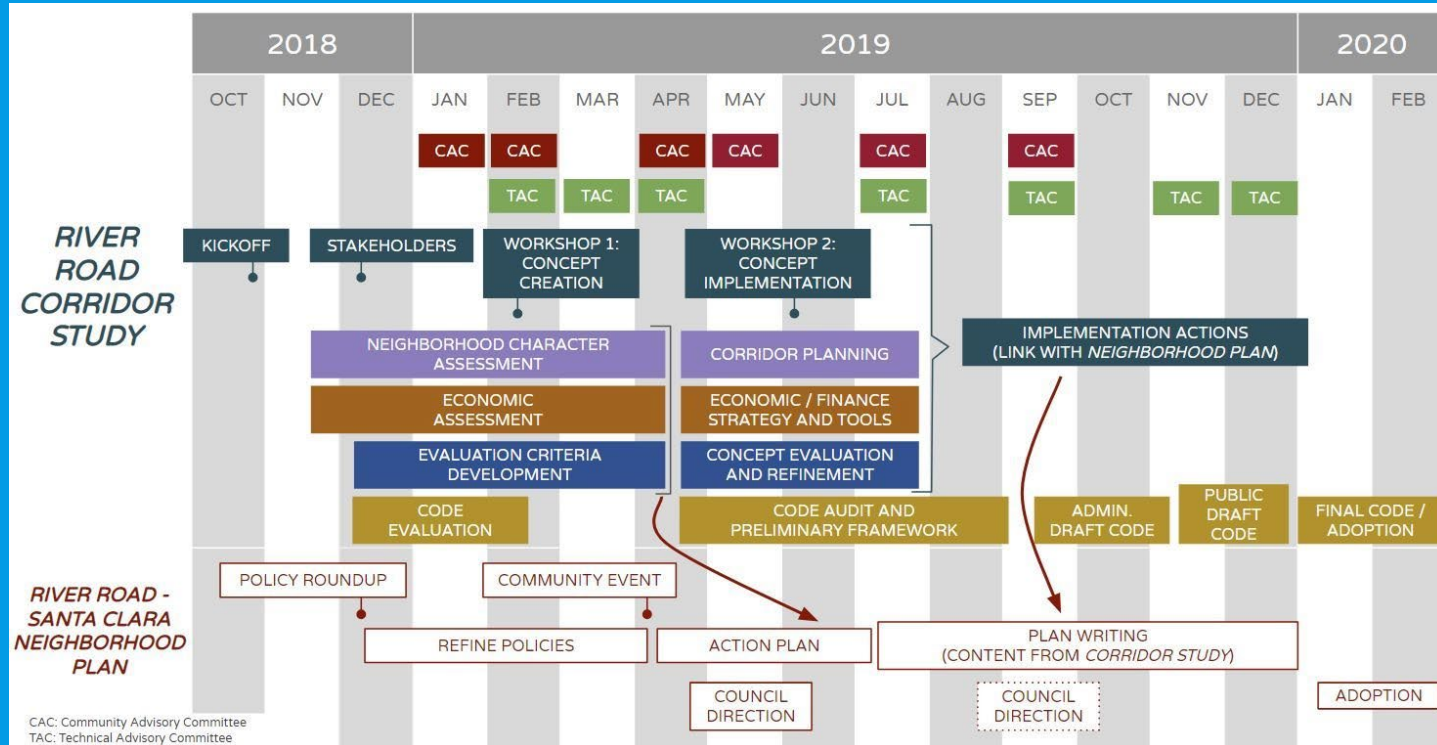 2018
2019
2020
OCT
NOV
DEC
JAN
FEB
MAR
APR
MAY
JUN
JUL
AUG
SEP
OCT
NOV
DEC
JAN
FEB
CAC
CAC
CAC
CAC
CAC
CAC
TAC
TAC
TAC
TAC
TAC
TAC
TAC
RIVER
ROAD
CORRIDOR
STUDY
KICKOFF
STAKEHOLDERS
WORKSHOP 1:
CONCEPT
CREATION
WORKSHOP 2:
CONCEPT
IMPLEMENTATION
IMPLEMENTATION ACTIONS
(LINK WITH NEIGHBORHOOD PLAN)
NEIGHBORHOOD CHARACTER
ASSESSMENT
CORRIDOR PLANNING
ECONOMIC
ASSESSMENT
ECONOMIC / FINANCE
STRATEGY AND TOOLS
EVALUATION CRITERIA
DEVELOPMENT
CONCEPT EVALUATION
AND REFINEMENT
CODE
EVALUATION
CODE AUDIT AND
PRELIMINARY FRAMEWORK
ADMIN.
DRAFT CODE
PUBLIC
DRAFT
CODE
FINAL CODE /
ADOPTION
RIVER ROAD -
SANTA CLARA
NEIGHBORHOOD
PLAN
POLICY ROUNDUP
COMMUNITY EVENT
REFINE POLICIES
ACTION PLAN
PLAN WRITING
(CONTENT FROM CORRIDOR STUDY)
COUNCIL
DIRECTION
COUNCIL
DIRECTION
ADOPTION
CAC: Community Advisory Committee
TAC: Technical Advisory Committee